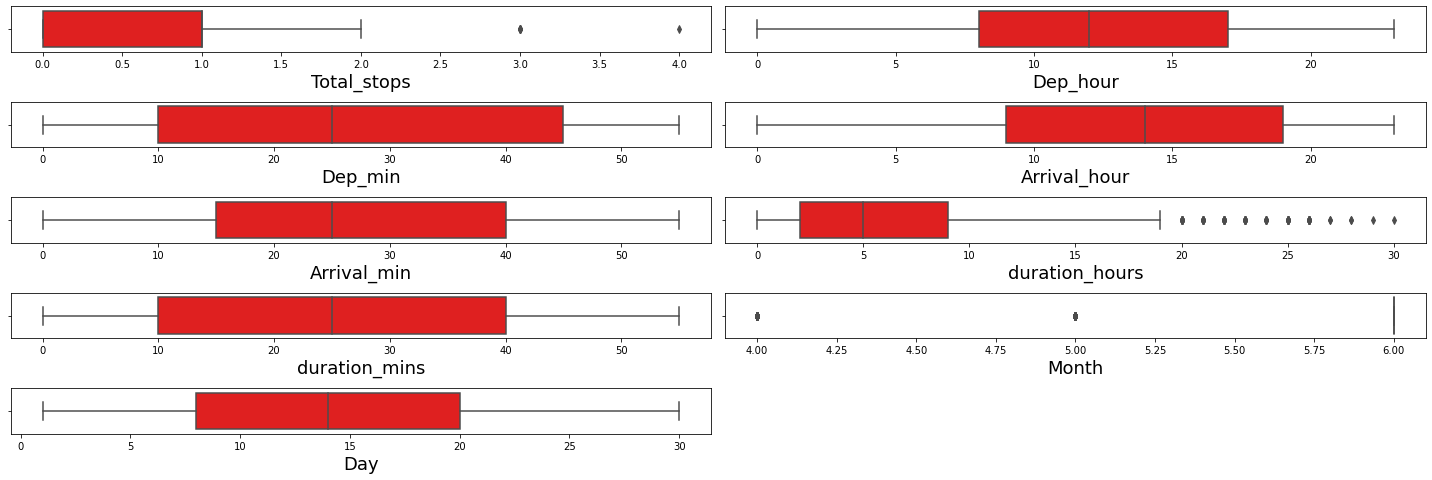 0.0 0.5 1.0 1.5 2.0 2.5 3.0 3.5 4.0
Total_stops
0 5 10 15 20
Dep_hour
0 10 20 30 40 50
Dep_min
0 5 10 15 20
Arrival_hour
0 10 20 30 40 50
Arrival_min
0 5 10 15 20 25 30
duration_hours
0 10 20 30 40 50
duration_mins
4.00 4.25 4.50 4.75 5.00 5.25 5.50 5.75 6.00
Month
0 5 10 15 20 25 30
Day